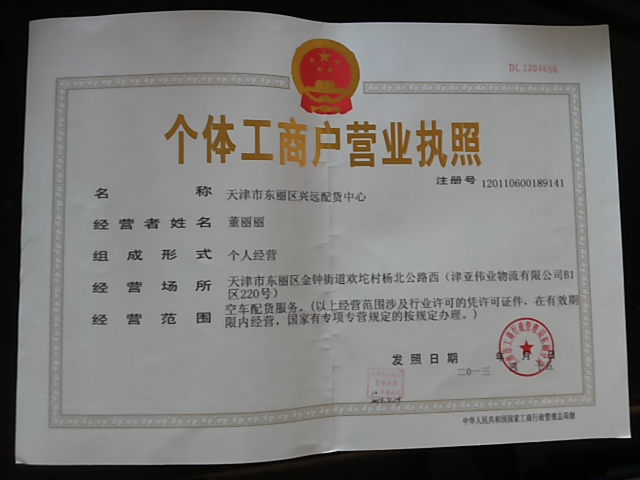 DL 1204656
个体工商户营业执照
注册号 120110600189141
名称 天津市东丽区兴远配货中心
经营者姓名 董丽丽
组成形式 个人经营
经营场所 天津市东丽区金钟街道欢坨村杨北公路西（津亚伟业物流有限公司B1
区220号）
经营范围 空车配货服务。(以上经营范围涉及行业许可的凭许可证件，在有效期
限内经营，国家有专项专营规定的按规定办理。)
发照日期 年 月 日
二〇一三 四 十五
中华人民共和国国家工商行政管理总局制